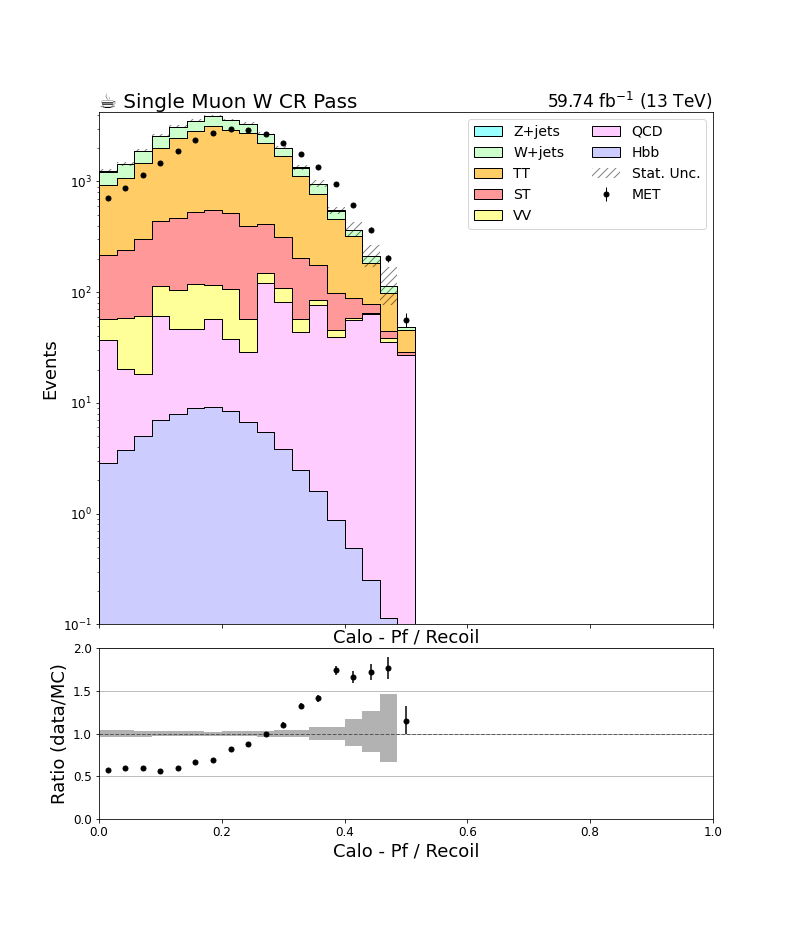 ☕ Single Muon W CR Pass 59.74 fb⁻¹ (13 TeV)
Z+jets QCD
W+jets Hbb
TT Stat. Unc.
ST MET
VV
Events
10³
10²
10¹
10⁰
10⁻¹
Calo - Pf / Recoil
Ratio (data/MC)
2.0
1.5
1.0
0.5
0.0
0.0 0.2 0.4 0.6 0.8 1.0
Calo - Pf / Recoil